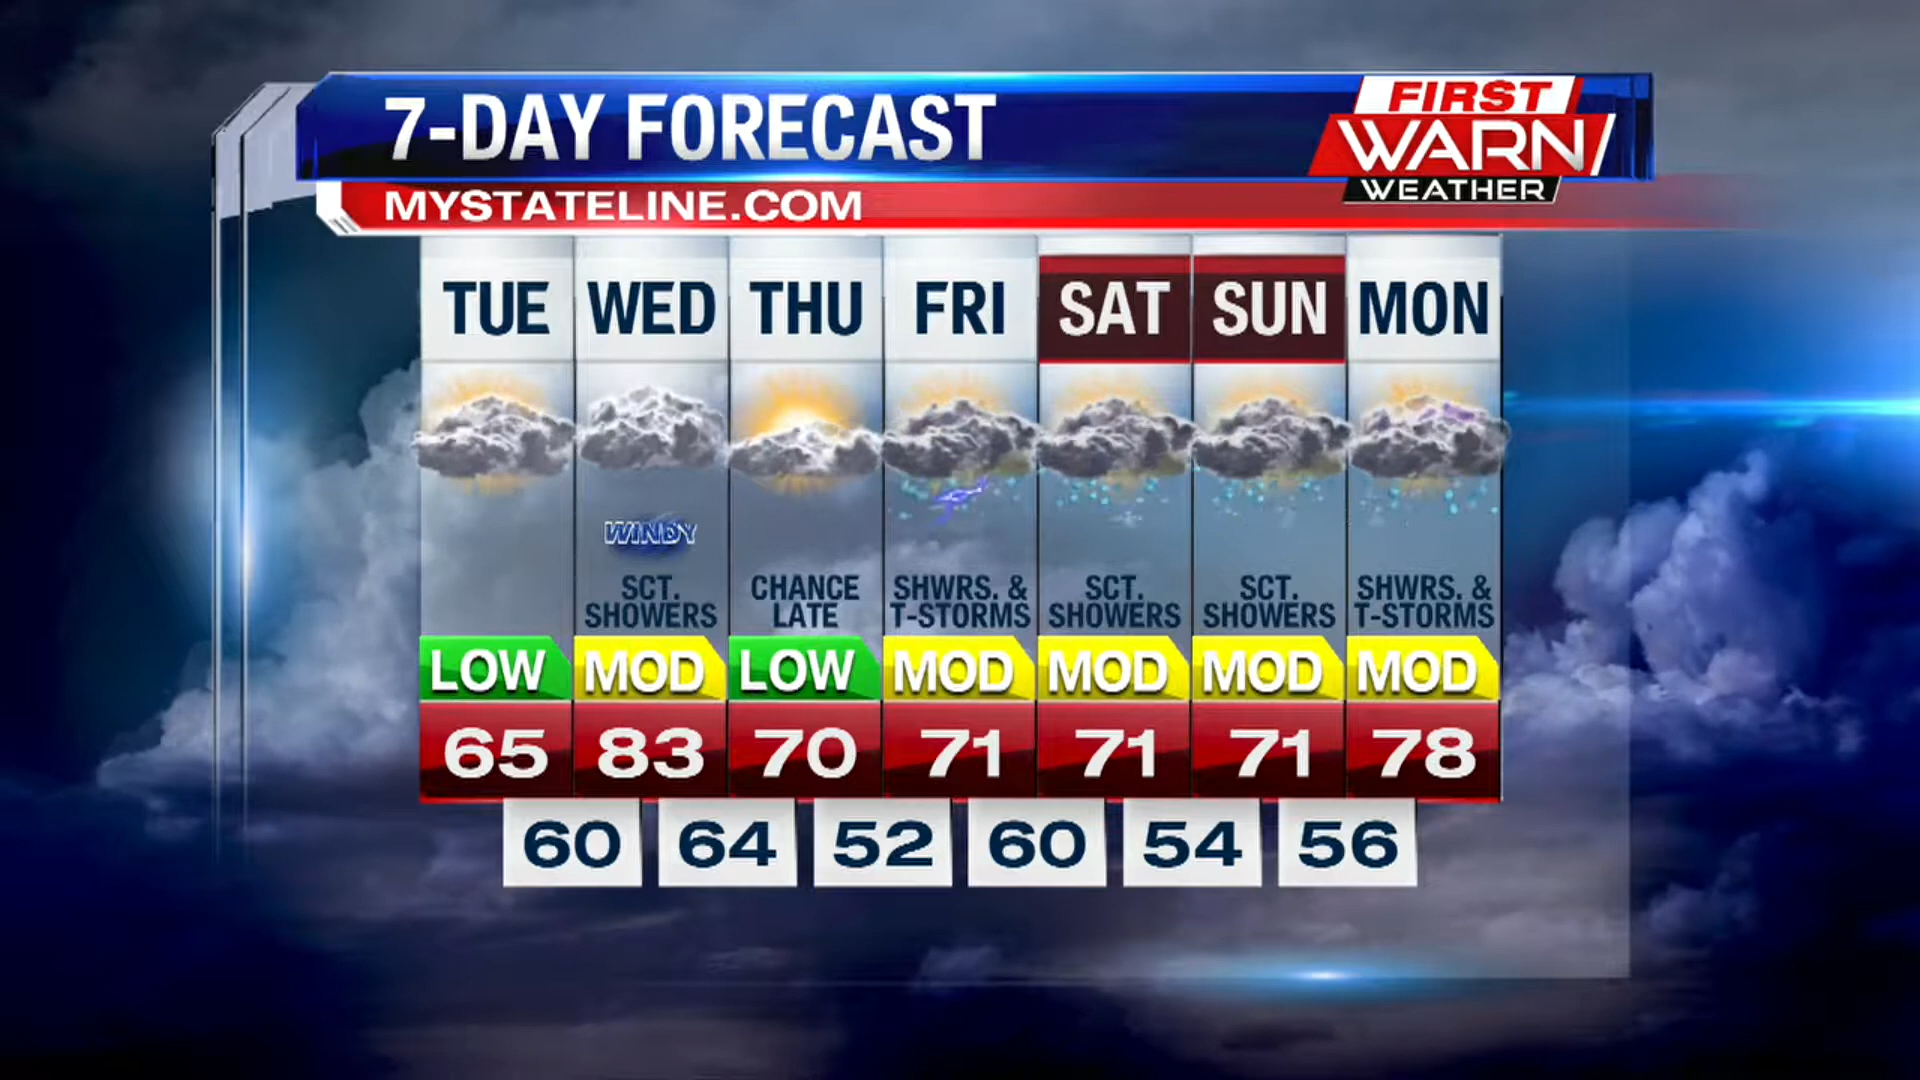 7-DAY FORECAST
FIRST
WARN
WEATHER
MYSTATELINE.COM
TUE WED THU FRI SAT SUN MON
WINDY
SCT. CHANCE SHWRS. & SCT. SCT. SHWRS. &
SHOWERS LATE T-STORMS SHOWERS SHOWERS T-STORMS
LOW MOD LOW MOD MOD MOD MOD
65 83 70 71 71 71 78
60 64 52 60 54 56